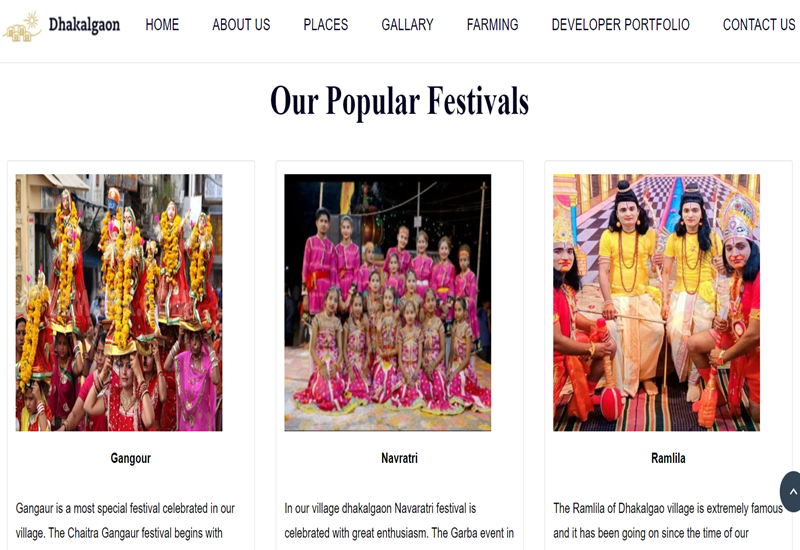 Dhakalgaon HOME ABOUT US PLACES GALLARY FARMING DEVELOPER PORTFOLIO CONTACT US
Our Popular Festivals
Gangour
Gangaur is a most special festival celebrated in our
village. The Chaitra Gangaur festival begins with
Navratri
In our village dhakalgaon Navaratri festival is
celebrated with great enthusiasm. The Garba event in
Ramlila
The Ramlila of Dhakalgao village is extremely famous
and it has been going on since the time of our